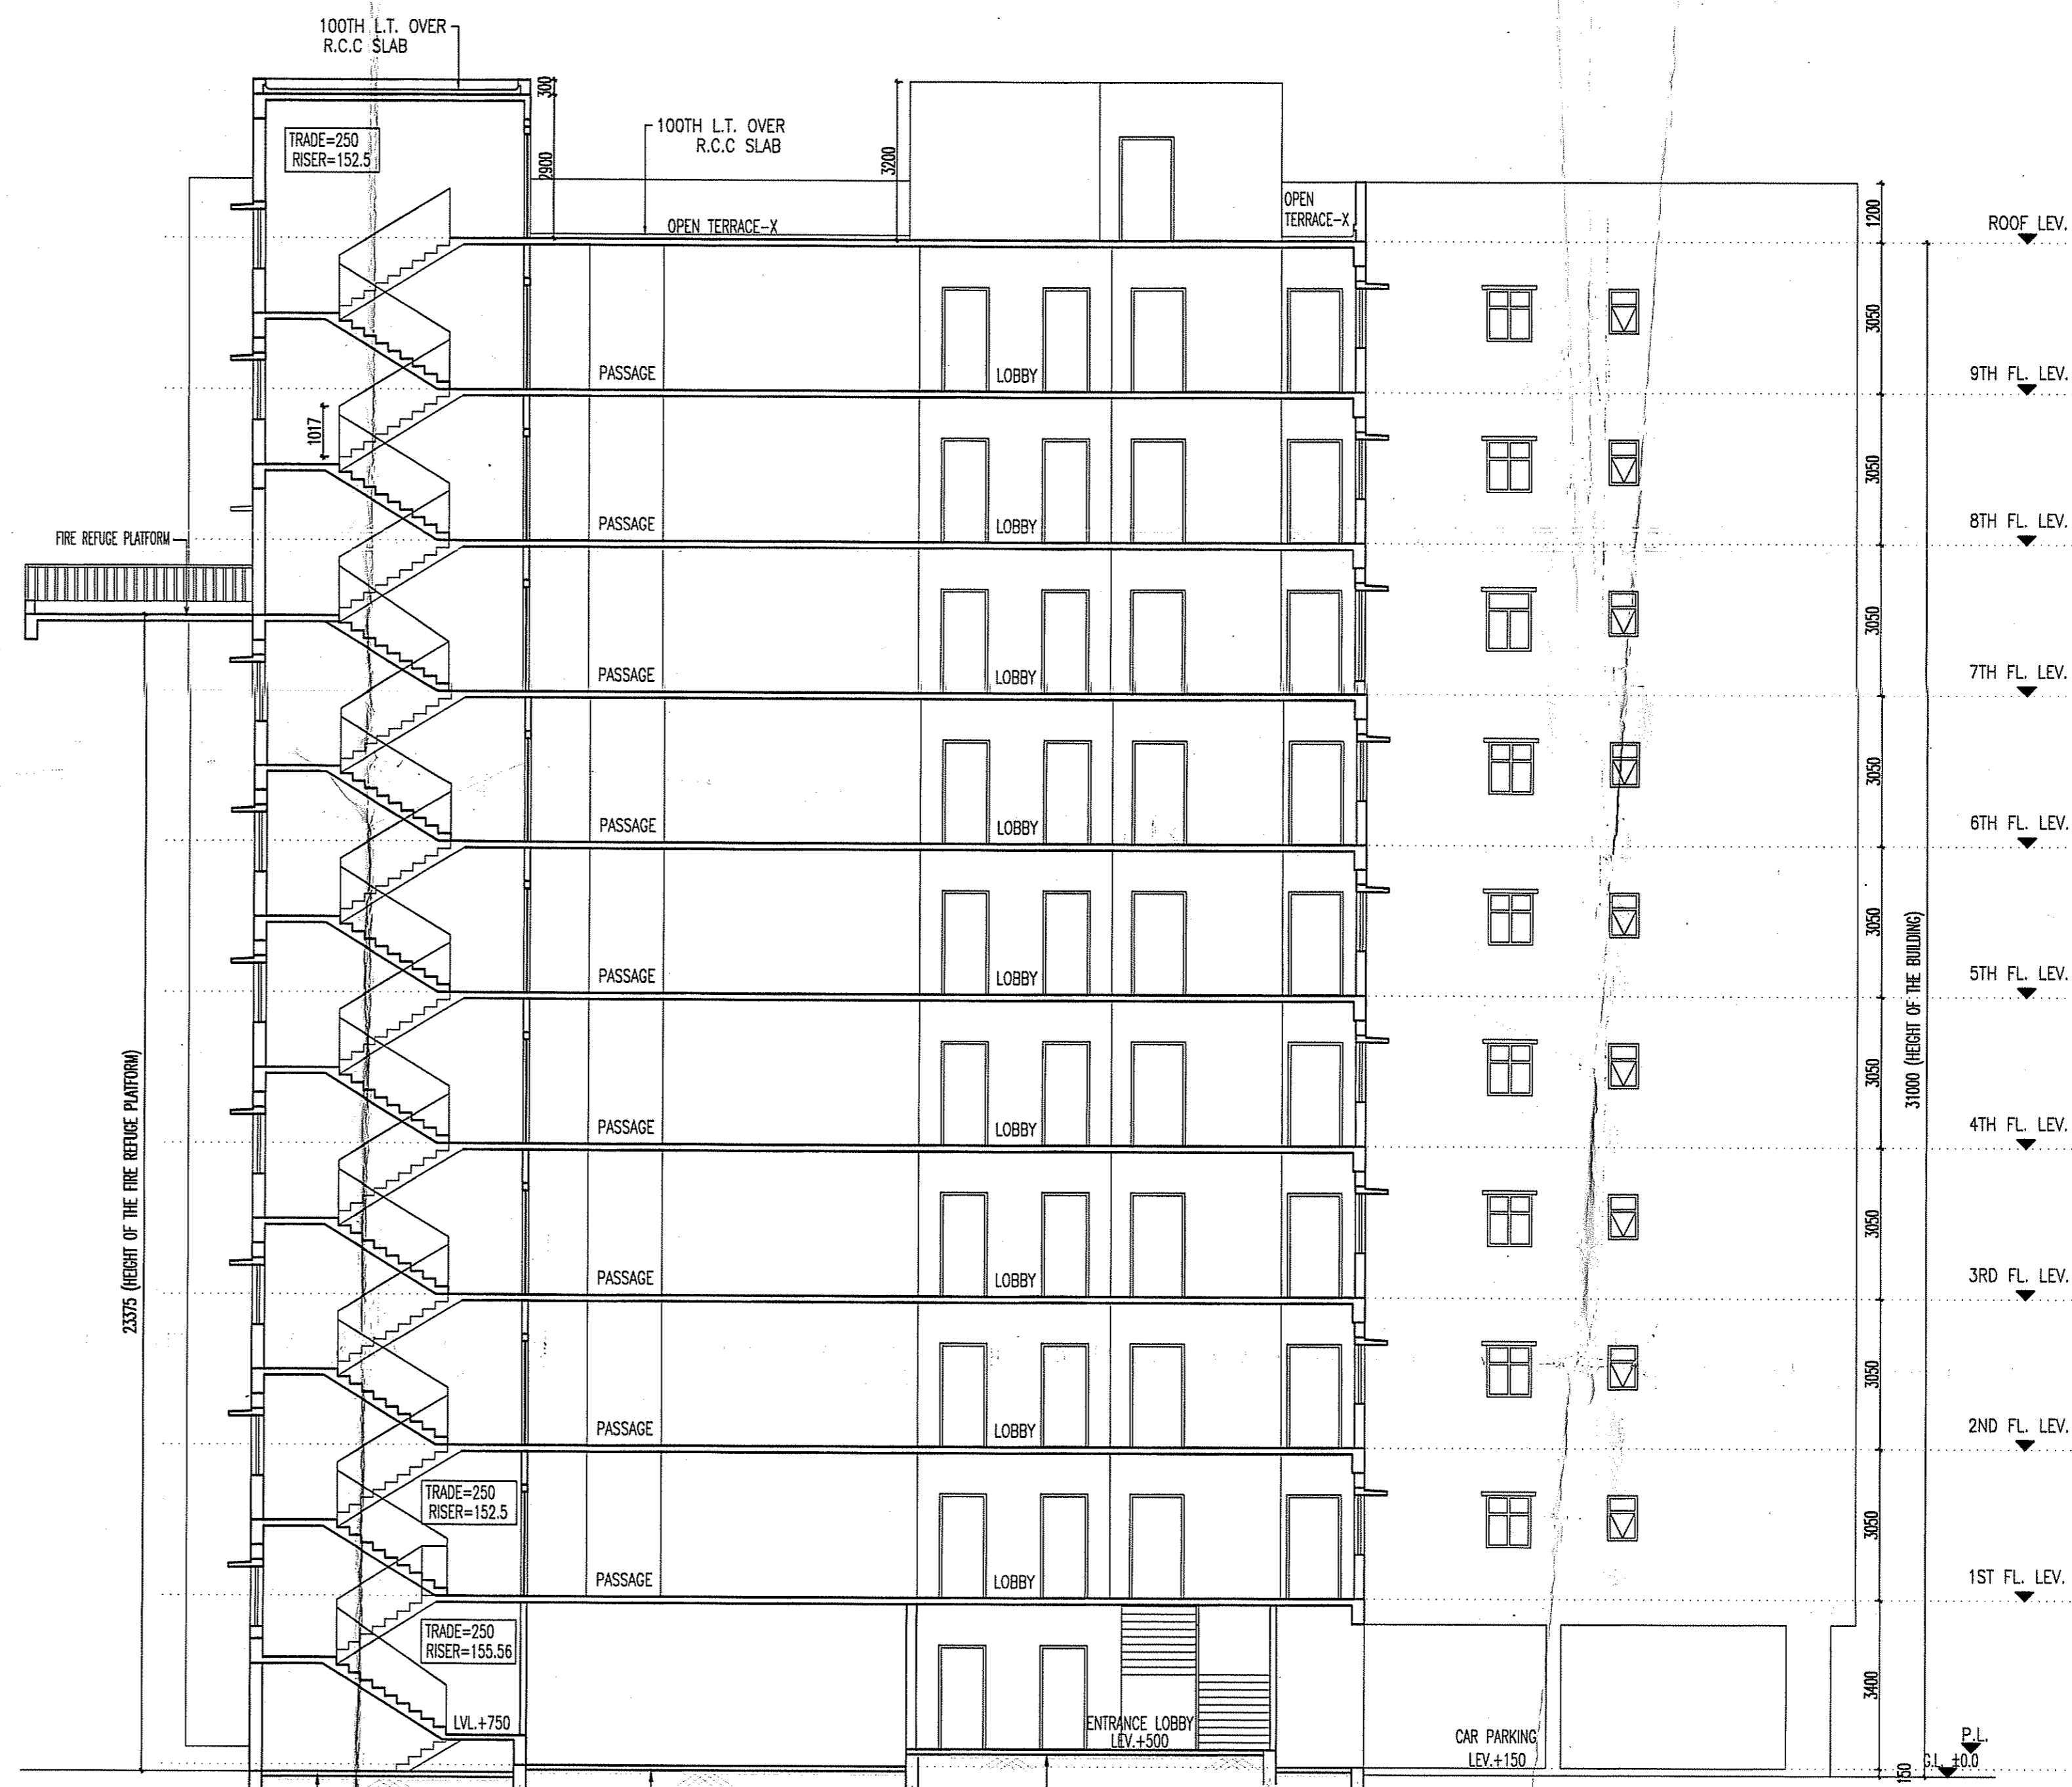 100TH L.T. OVER
R.C.C SLAB
300
TRADE=250
RISER=152.5
2900
100TH L.T. OVER
R.C.C SLAB
3200
OPEN TERRACE-X
OPEN
TERRACE-X
1200
ROOF LEV.
3050
PASSAGE
LOBBY
9TH FL. LEV.
1017
3050
PASSAGE
LOBBY
8TH FL. LEV.
FIRE REFUGE PLATFORM
3050
PASSAGE
LOBBY
7TH FL. LEV.
3050
PASSAGE
LOBBY
6TH FL. LEV.
3050
PASSAGE
LOBBY
5TH FL. LEV.
31000 (HEIGHT OF THE BUILDING)
3050
PASSAGE
LOBBY
4TH FL. LEV.
23375 (HEIGHT OF THE FIRE REFUGE PLATFORM)
3050
PASSAGE
LOBBY
3RD FL. LEV.
3050
PASSAGE
LOBBY
2ND FL. LEV.
TRADE=250
RISER=152.5
3050
PASSAGE
LOBBY
1ST FL. LEV.
TRADE=250
RISER=155.56
3400
LVL.+750
ENTRANCE LOBBY
LEV.+500
CAR PARKING
LEV.+150
P.L.
G.L. ±0.0
150